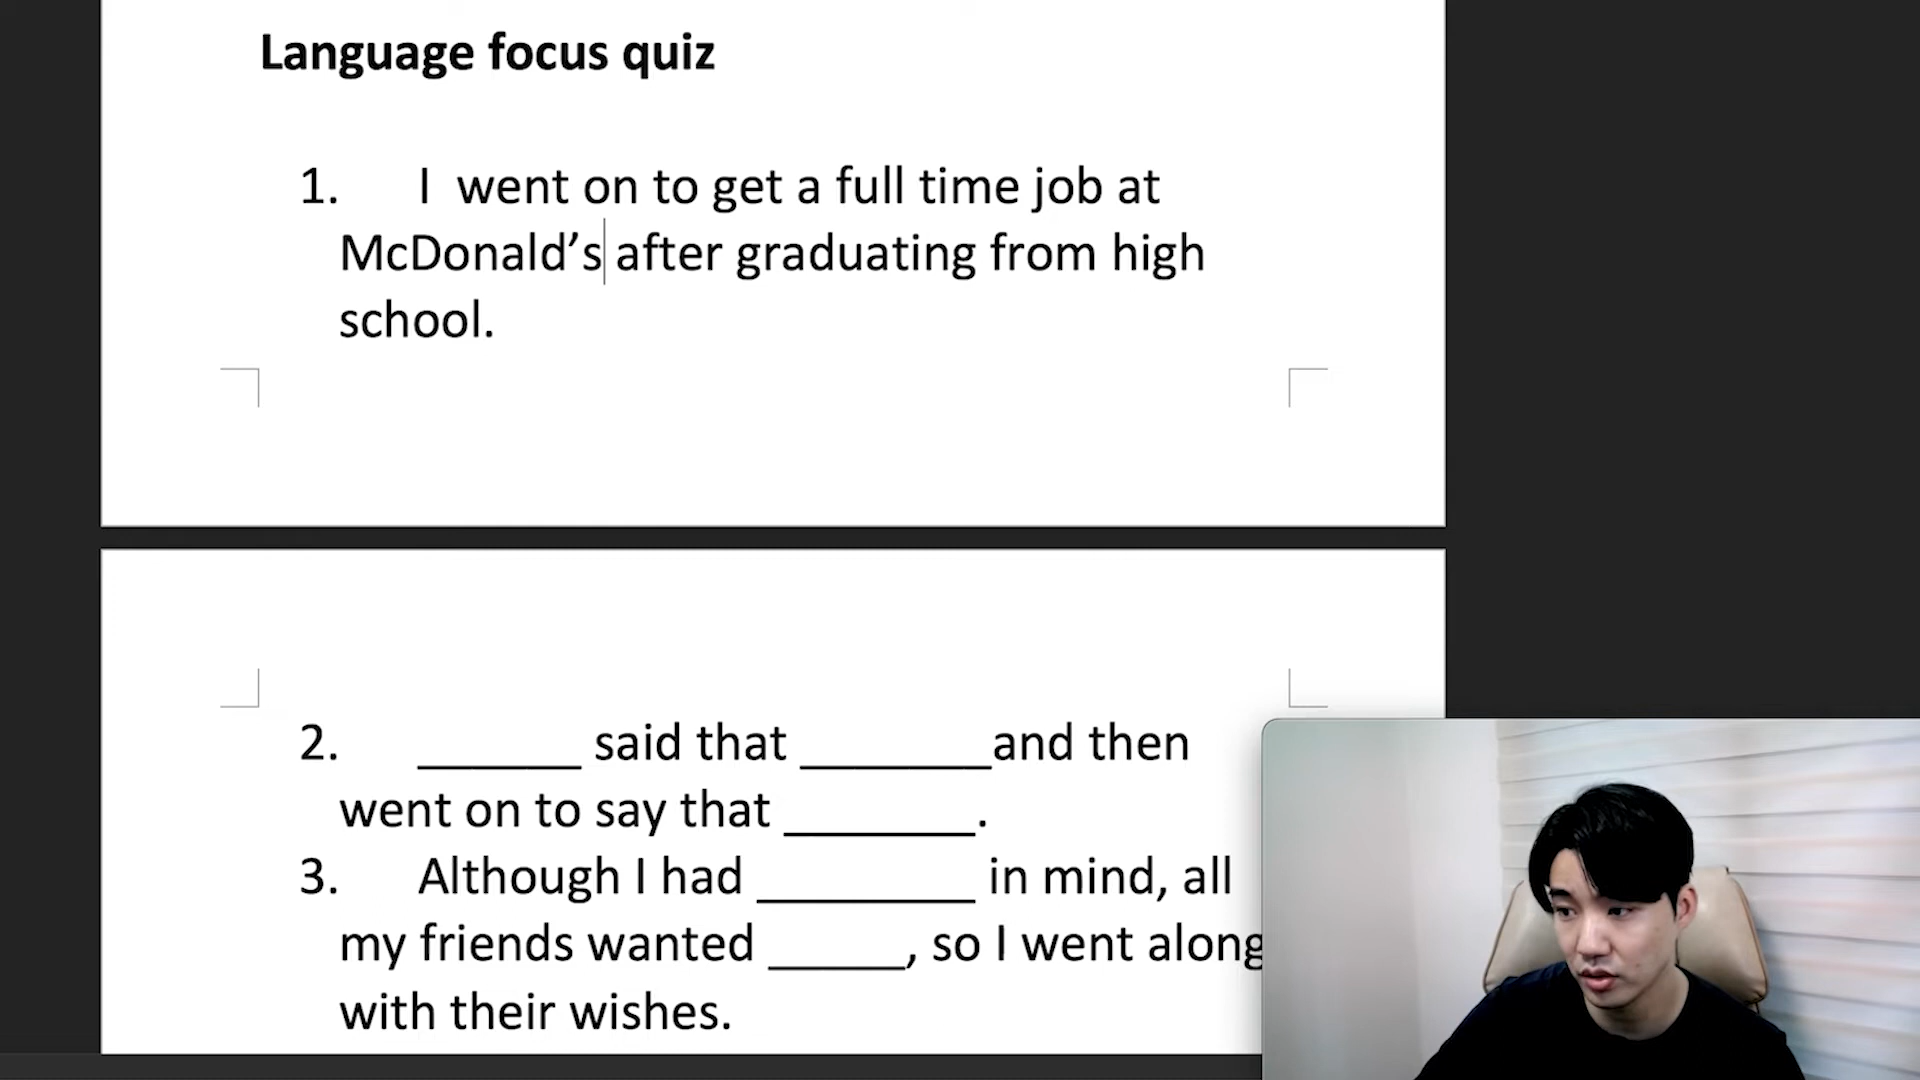 Language focus quiz
1. I went on to get a full time job at
McDonald’s after graduating from high
school.
2. ______ said that _______and then
went on to say that _______.
3. Although I had ________ in mind, all
my friends wanted _____, so I went along
with their wishes.